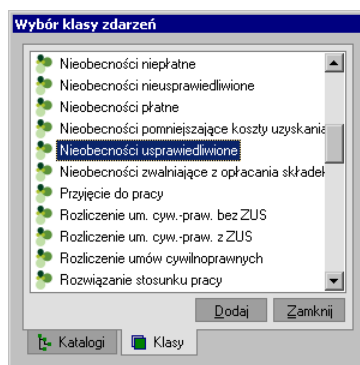 Wybór klasy zdarzeń
Nieobecności niepłatne
Nieobecności nieusprawiedliwione
Nieobecności płatne
Nieobecności pomniejszające koszty uzyskania
Nieobecności usprawiedliwione
Nieobecności zwalniające z opłacania składek
Przyjęcie do pracy
Rozliczenie um. cyw.-praw. bez ZUS
Rozliczenie um. cyw.-praw. z ZUS
Rozliczenie umów cywilnoprawnych
Rozwiązanie stosunku pracy
Dodaj Zamknij
Katalogi Klasy